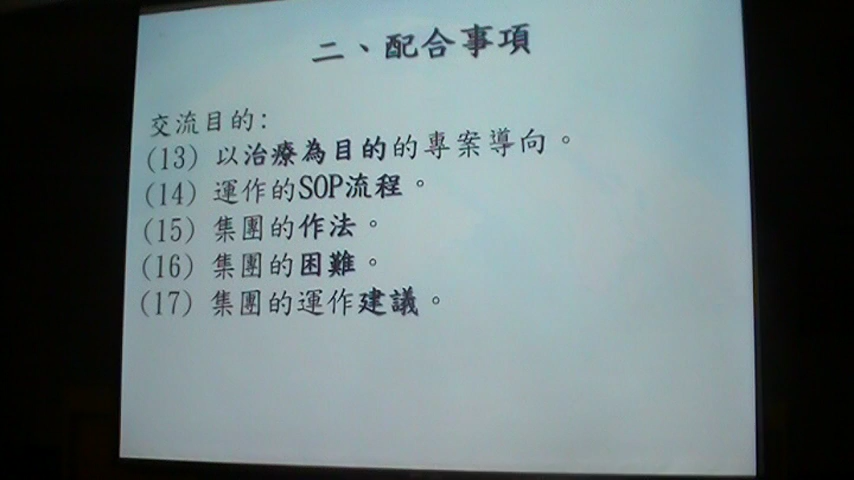 二、配合事項
交流目的:
(13) 以治療為目的的專案導向。
(14) 運作的SOP流程。
(15) 集團的作法。
(16) 集團的困難。
(17) 集團的運作建議。